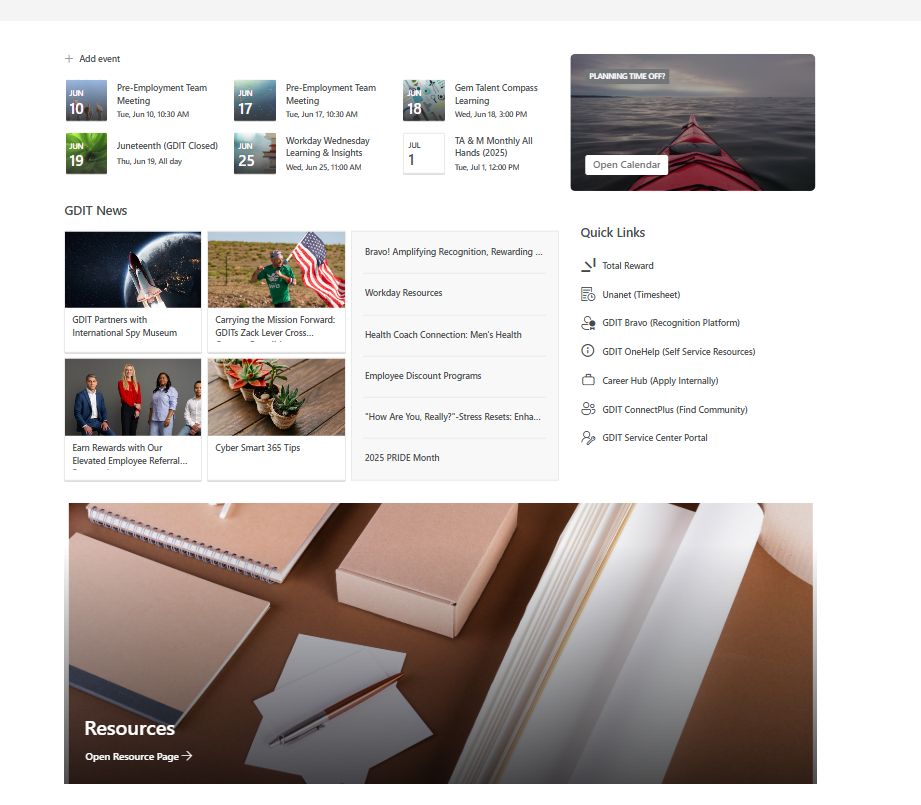 + Add event
JUN
10
Pre-Employment Team
Meeting
Tue, Jun 10, 10:30 AM
JUN
17
Pre-Employment Team
Meeting
Tue, Jun 17, 10:30 AM
JUN
18
Gem Talent Compass
Learning
Wed, Jun 18, 3:00 PM
JUN
19
Juneteenth (GDIT Closed)
Thu, Jun 19, All day
JUN
25
Workday Wednesday
Learning & Insights
Wed, Jun 25, 11:00 AM
JUL
1
TA & M Monthly All
Hands (2025)
Tue, Jul 1, 12:00 PM
PLANNING TIME OFF?
Open Calendar
GDIT News
GDIT Partners with
International Spy Museum
Carrying the Mission Forward:
GDITs Zack Lever Cross...
Earn Rewards with Our
Elevated Employee Referral...
Cyber Smart 365 Tips
Bravo! Amplifying Recognition, Rewarding ...
Workday Resources
Health Coach Connection: Men's Health
Employee Discount Programs
"How Are You, Really?"-Stress Resets: Enha...
2025 PRIDE Month
Quick Links
Total Reward
Unanet (Timesheet)
GDIT Bravo (Recognition Platform)
GDIT OneHelp (Self Service Resources)
Career Hub (Apply Internally)
GDIT ConnectPlus (Find Community)
GDIT Service Center Portal
Resources
Open Resource Page →